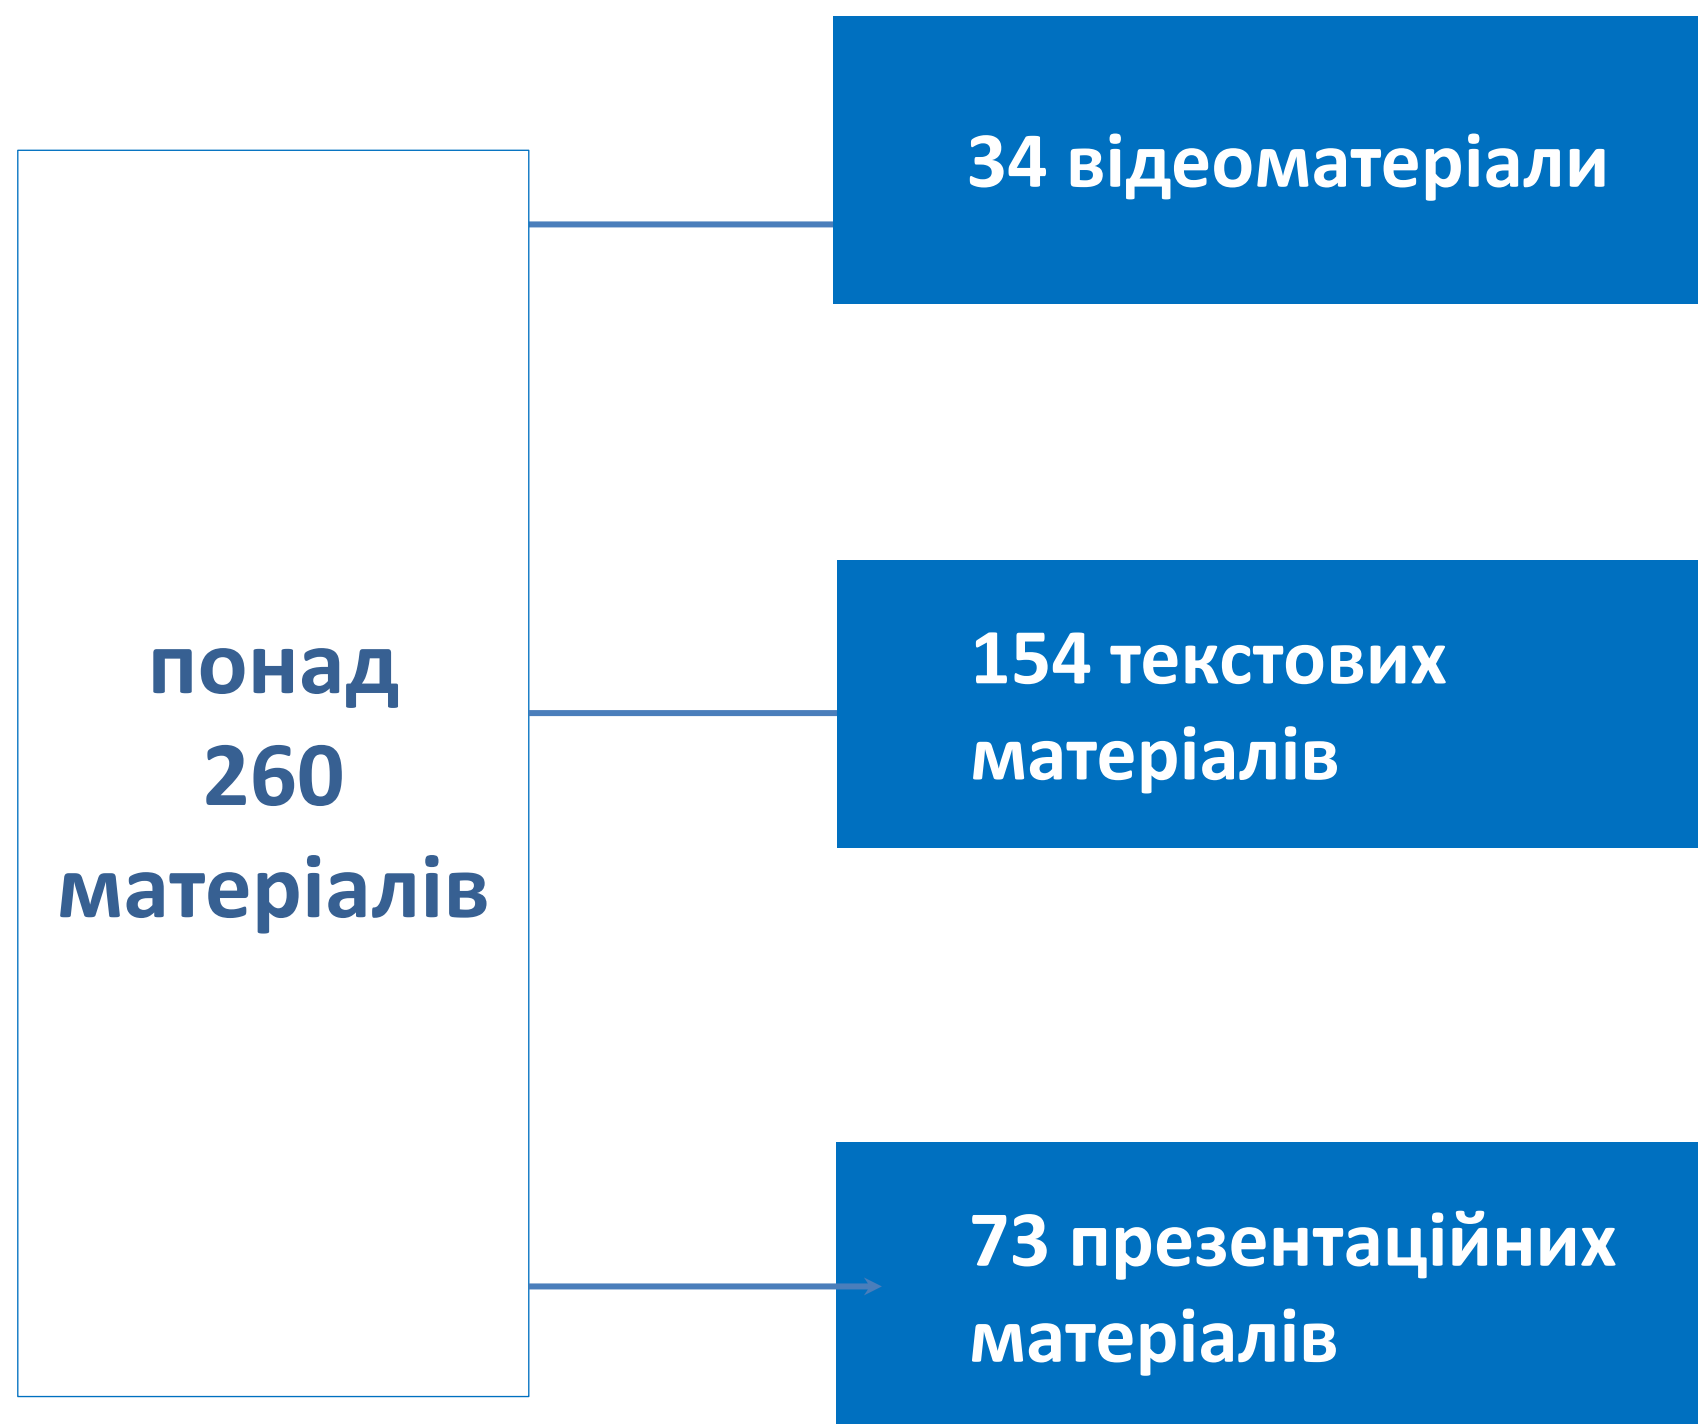 понад
260
матеріалів
34 відеоматеріали
154 текстових
матеріалів
73 презентаційних
матеріалів